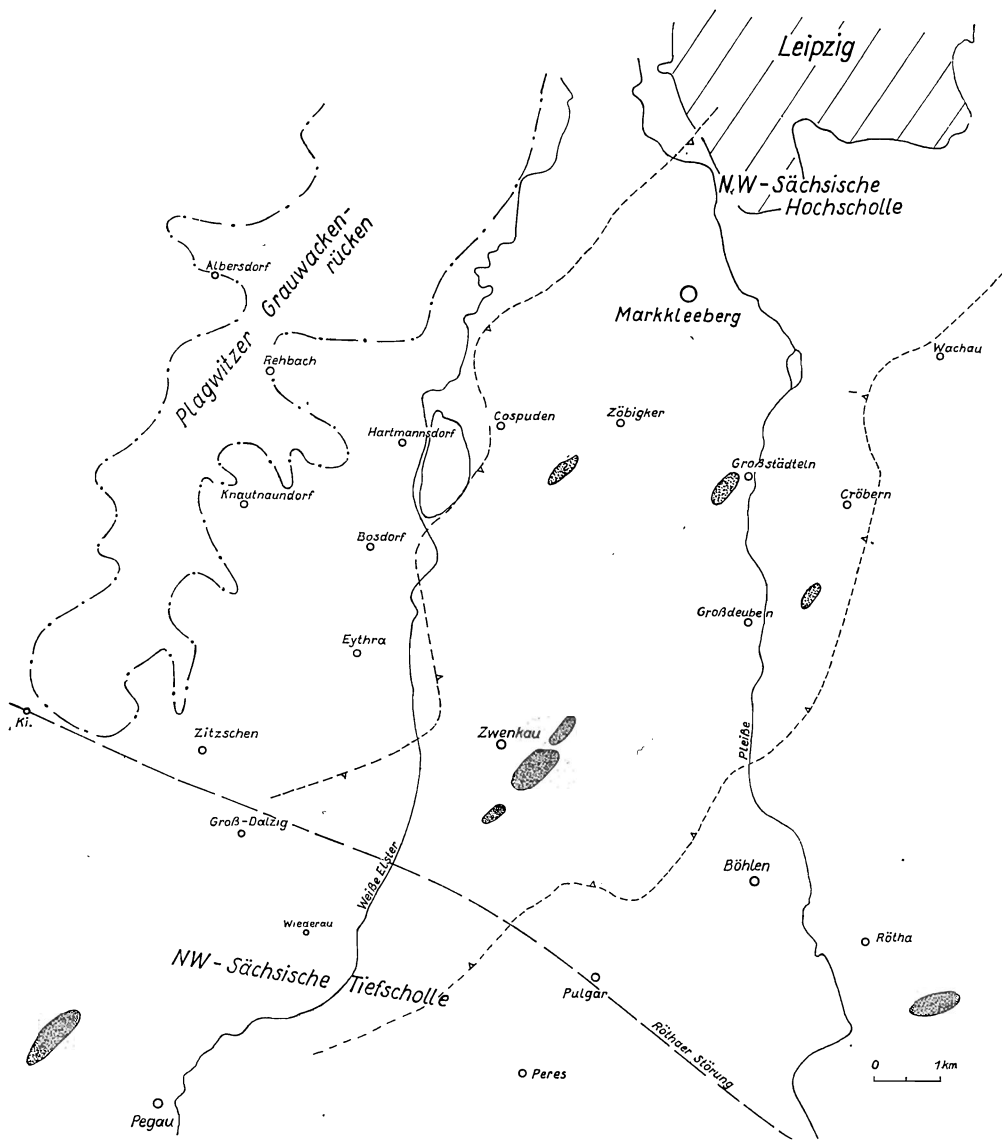 Leipzig
N.W-Sächsische
Hochscholle
Plagwitzer Grauwacken-
rücken
Albersdorf
Markkleeberg
Wachau
Rehbach
Cospuden
Zöbigker
Hartmannsdorf
Großstädteln
Knautnaundorf
Cröbern
Bosdorf
Großdeuben
Eythra
Ki.
Zitzschen
Zwenkau
Pleiße
Groß-Dalzig
Weiße Elster
Böhlen
Wiederau
Rötha
NW-Sächsische Tiefscholle
Pulgar
Röthaer Störung
0 1km
Peres
Pegau